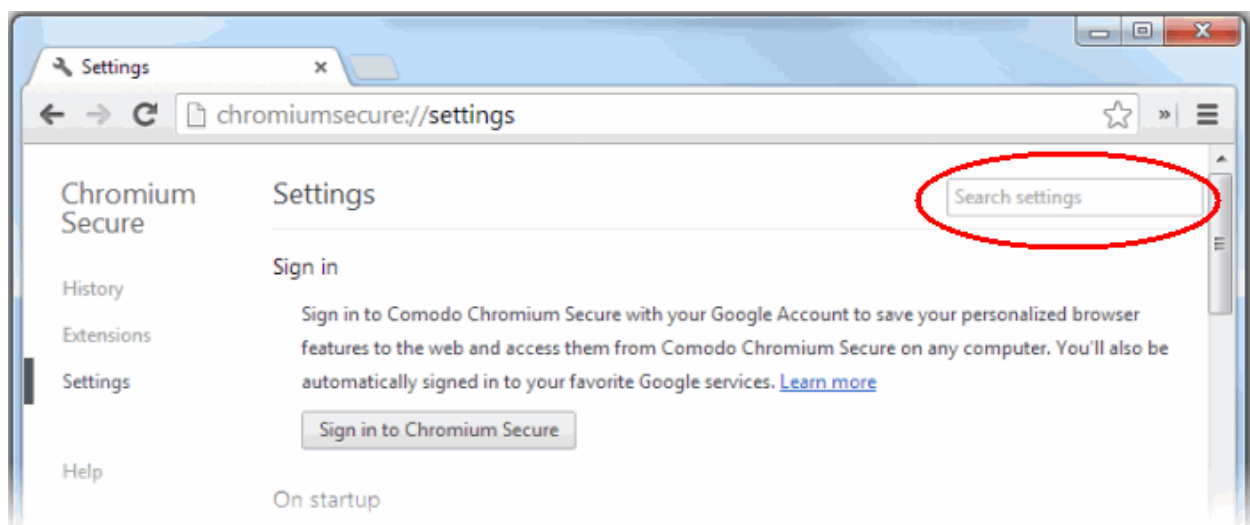 Settings
chromiumsecure://settings
Chromium
Secure
Settings
Search settings
History
Extensions
Settings
Help
Sign in
Sign in to Comodo Chromium Secure with your Google Account to save your personalized browser
features to the web and access them from Comodo Chromium Secure on any computer. You'll also be
automatically signed in to your favorite Google services. Learn more
Sign in to Chromium Secure
On startup